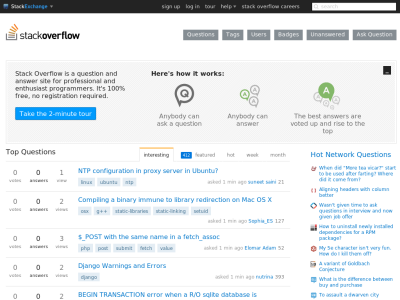 StackExchange
sign up log in tour help stack overflow careers
stackoverflow
Questions Tags Users Badges Unanswered Ask Question
Stack Overflow is a question and
answer site for professional and
enthusiast programmers. It's 100%
free, no registration required.
Take the 2-minute tour
Here's how it works:
Anybody can
ask a question
Anybody can
answer
The best answers are
voted up and rise to the
top
Top Questions
interesting 412 featured hot week month
0 0 1
votes answers view
NTP configuration in proxy server in Ubuntu?
linux ubuntu ntp
asked 1 min ago suneet saini 21
0 0 2
votes answers views
Compiling a binary immune to library redirection on Mac OS X
osx g++ static-libraries static-linking setuid
asked 1 min ago Sophia_ES 127
0 0 3
votes answers views
$_POST with the same name in a fetch_assoc
php post submit fetch value
asked 1 min ago Elomar Adam 52
0 0 2
votes answers views
Django Warnings and Errors
django
asked 1 min ago nutrina 393
0 0 2
BEGIN TRANSACTION error when a R/O sqlite database is
Hot Network Questions
When did "More tea vicar?" start
to be used after farting? Where
did it come from?
Aligning headers with column
batter.
Wasn't given time to ask
questions in interview and now
given job offer
How to uninstall newly installed
dependencies for a RPM
package?
My 5e character isn't very fun.
How do I kill them off?
A variant of Goldbach
Conjecture
What is the difference between
buy and purchase
To assault a dwarven city